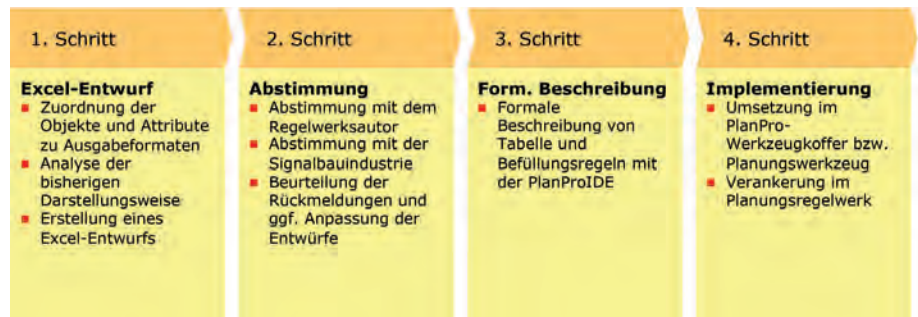 1. Schritt
Excel-Entwurf
Zuordnung der
Objekte und Attribute
zu Ausgabeformaten
Analyse der
bisherigen
Darstellungsweise
Erstellung eines
Excel-Entwurfs
2. Schritt
Abstimmung
Abstimmung mit dem
Regelwerksautor
Abstimmung mit der
Signalbauindustrie
Beurteilung der
Rückmeldungen und
ggf. Anpassung der
Entwürfe
3. Schritt
Form. Beschreibung
Formale
Beschreibung von
Tabelle und
Befüllungsregeln mit
der PlanProIDE
4. Schritt
Implementierung
Umsetzung im
PlanPro-
Werkzeugkoffer bzw.
Planungswerkzeug
Verankerung im
Planungsregelwerk